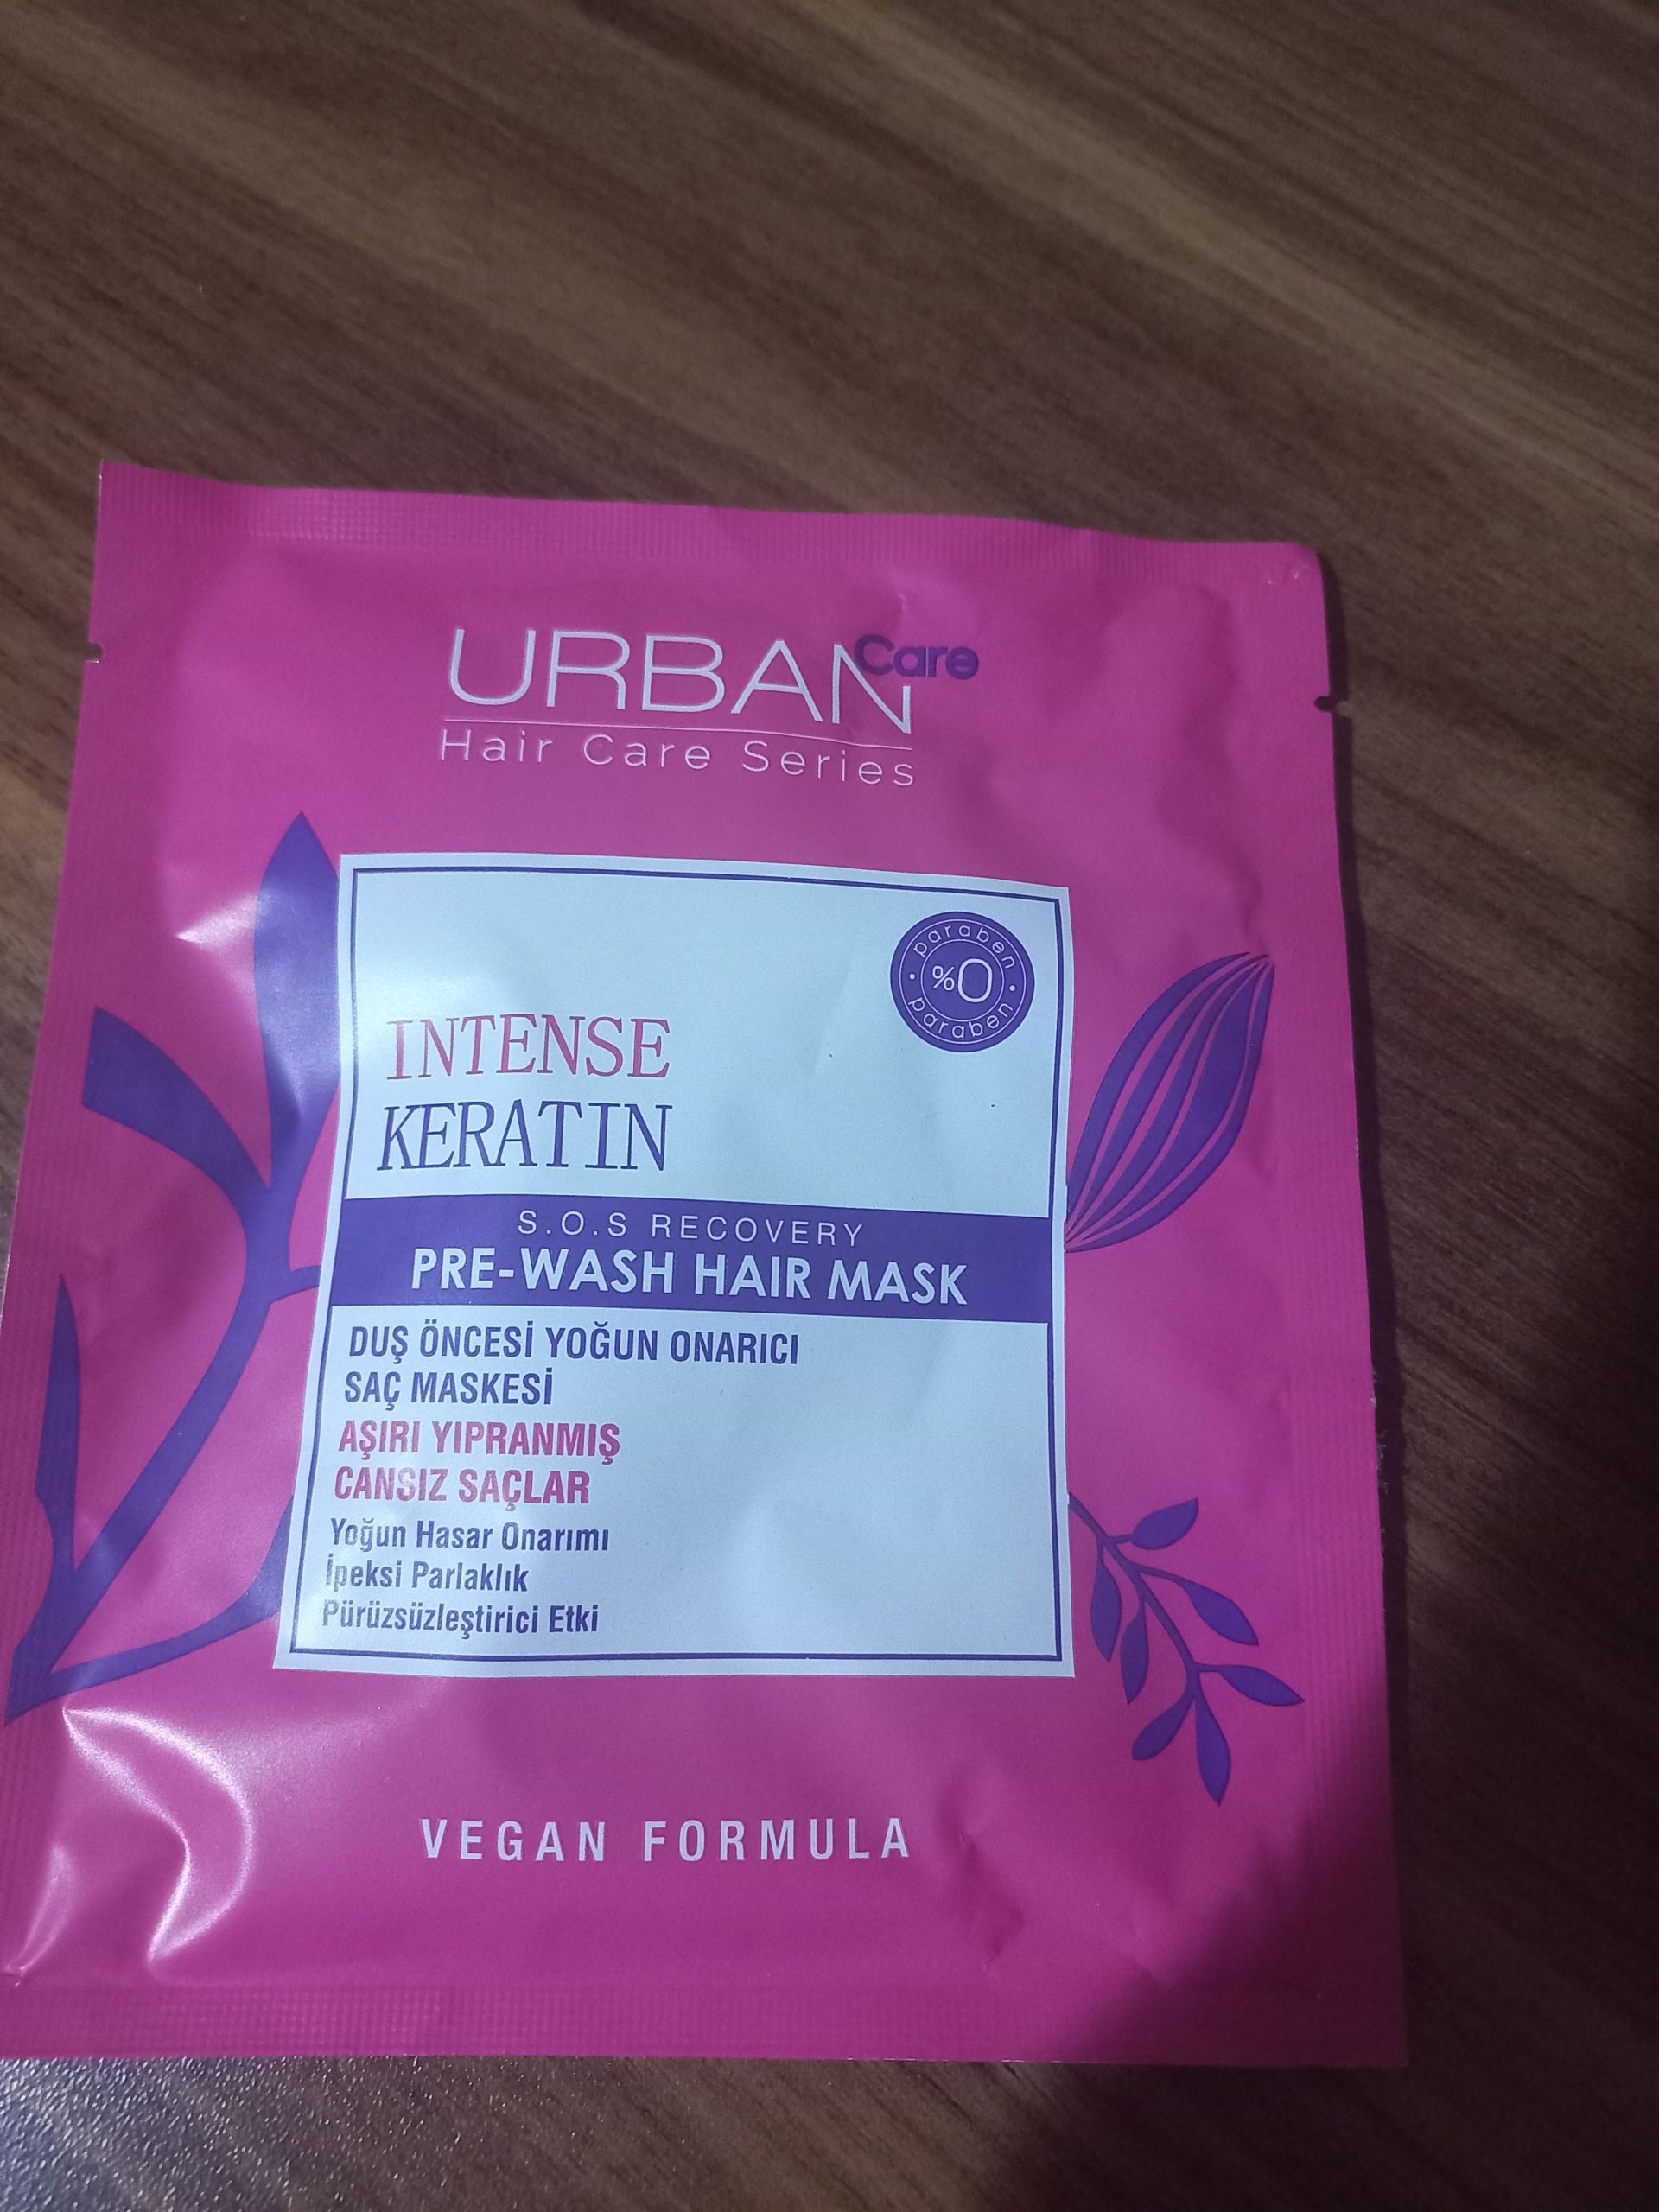 URBAN Care
Hair Care Series
paraben
%0
paraben
INTENSE
KERATIN
S.O.S RECOVERY
PRE-WASH HAIR MASK
DUŞ ÖNCESİ YOĞUN ONARICI
SAÇ MASKESİ
AŞIRI YIPRANMIŞ
CANSIZ SAÇLAR
Yoğun Hasar Onarımı
İpeksi Parlaklık
Pürüzsüzleştirici Etki
VEGAN FORMULA